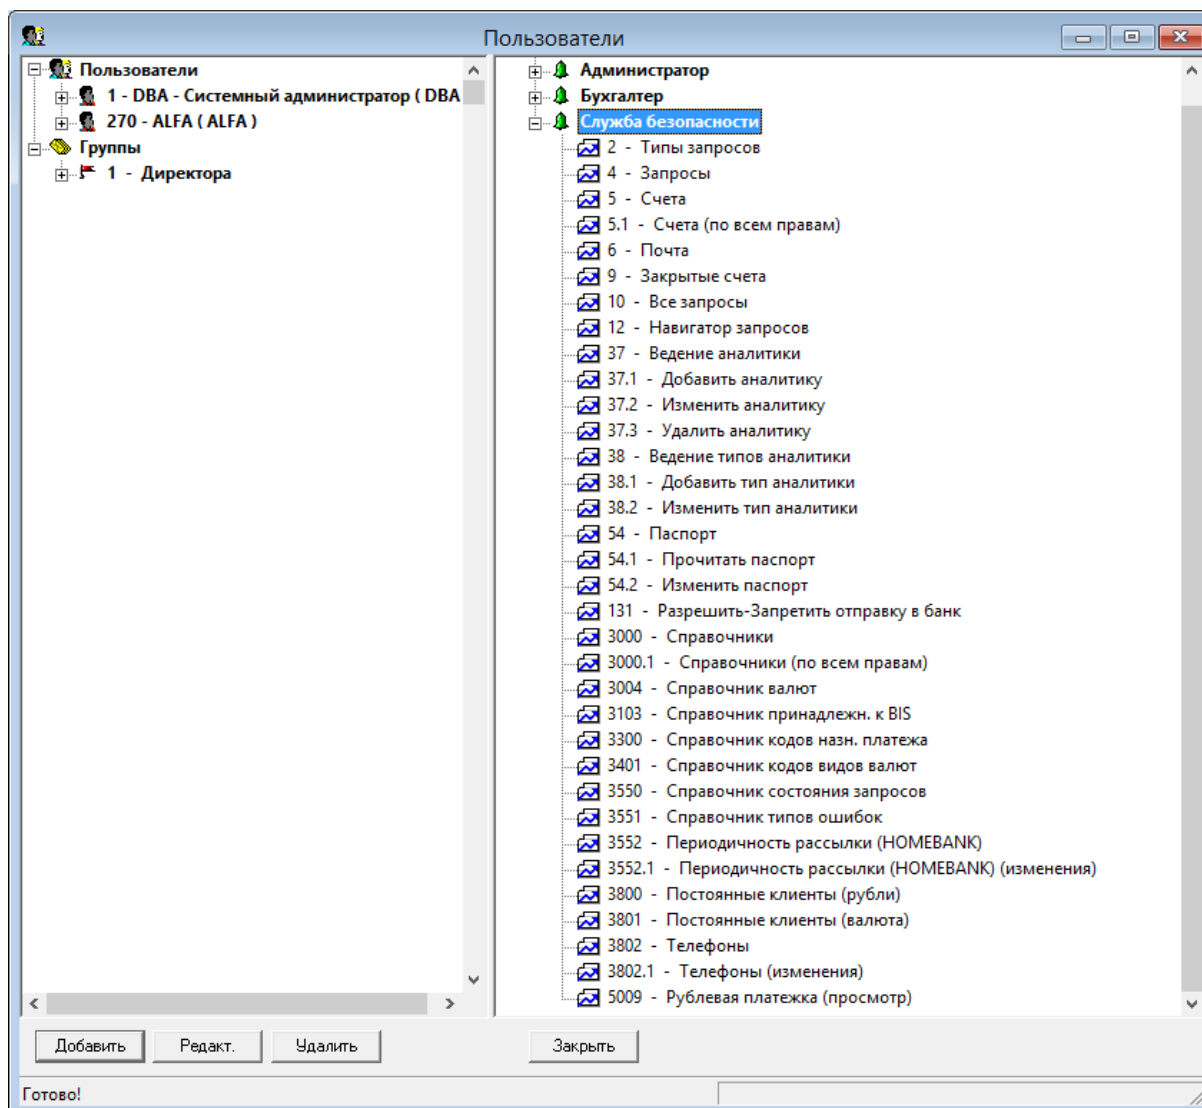 Пользователи
Пользователи
1 - DBA - Системный администратор ( DBA
270 - ALFA ( ALFA )
Группы
1 - Директора
Администратор
Бухгалтер
Служба безопасности
2 - Типы запросов
4 - Запросы
5 - Счета
5.1 - Счета (по всем правам)
6 - Почта
9 - Закрытые счета
10 - Все запросы
12 - Навигатор запросов
37 - Ведение аналитики
37.1 - Добавить аналитику
37.2 - Изменить аналитику
37.3 - Удалить аналитику
38 - Ведение типов аналитики
38.1 - Добавить тип аналитики
38.2 - Изменить тип аналитики
54 - Паспорт
54.1 - Прочитать паспорт
54.2 - Изменить паспорт
131 - Разрешить-Запретить отправку в банк
3000 - Справочники
3000.1 - Справочники (по всем правам)
3004 - Справочник валют
3103 - Справочник принадлежн. к BIS
3300 - Справочник кодов назн. платежа
3401 - Справочник кодов видов валют
3550 - Справочник состояния запросов
3551 - Справочник типов ошибок
3552 - Периодичность рассылки (HOMEBANK)
3552.1 - Периодичность рассылки (HOMEBANK) (изменения)
3800 - Постоянные клиенты (рубли)
3801 - Постоянные клиенты (валюта)
3802 - Телефоны
3802.1 - Телефоны (изменения)
5009 - Рублевая платежка (просмотр)
Добавить Редакт. Удалить Закрыть
Готово!